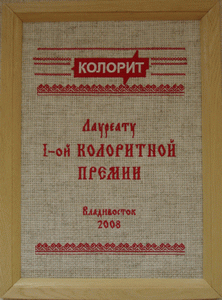 КОЛОРИТ
Лауреату
I-ой КОЛОРИТНОЙ
ПРЕМИИ
Владивосток
2008